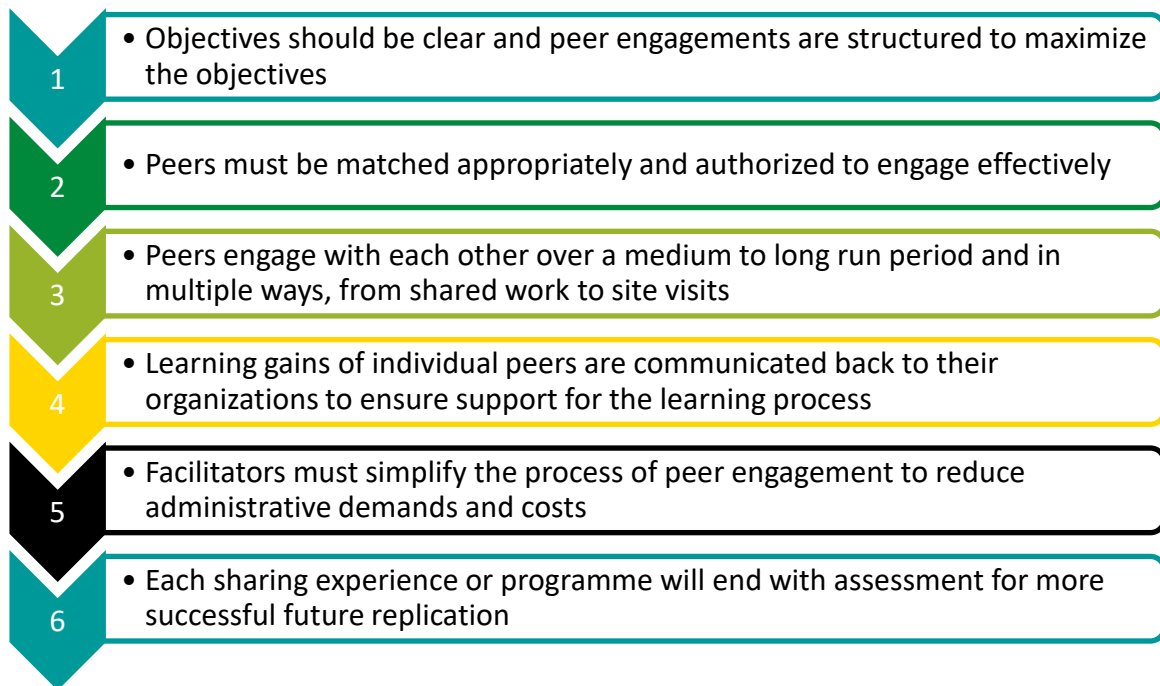 1
• Objectives should be clear and peer engagements are structured to maximize
the objectives
2
• Peers must be matched appropriately and authorized to engage effectively
3
• Peers engage with each other over a medium to long run period and in
multiple ways, from shared work to site visits
4
• Learning gains of individual peers are communicated back to their
organizations to ensure support for the learning process
5
• Facilitators must simplify the process of peer engagement to reduce
administrative demands and costs
6
• Each sharing experience or programme will end with assessment for more
successful future replication